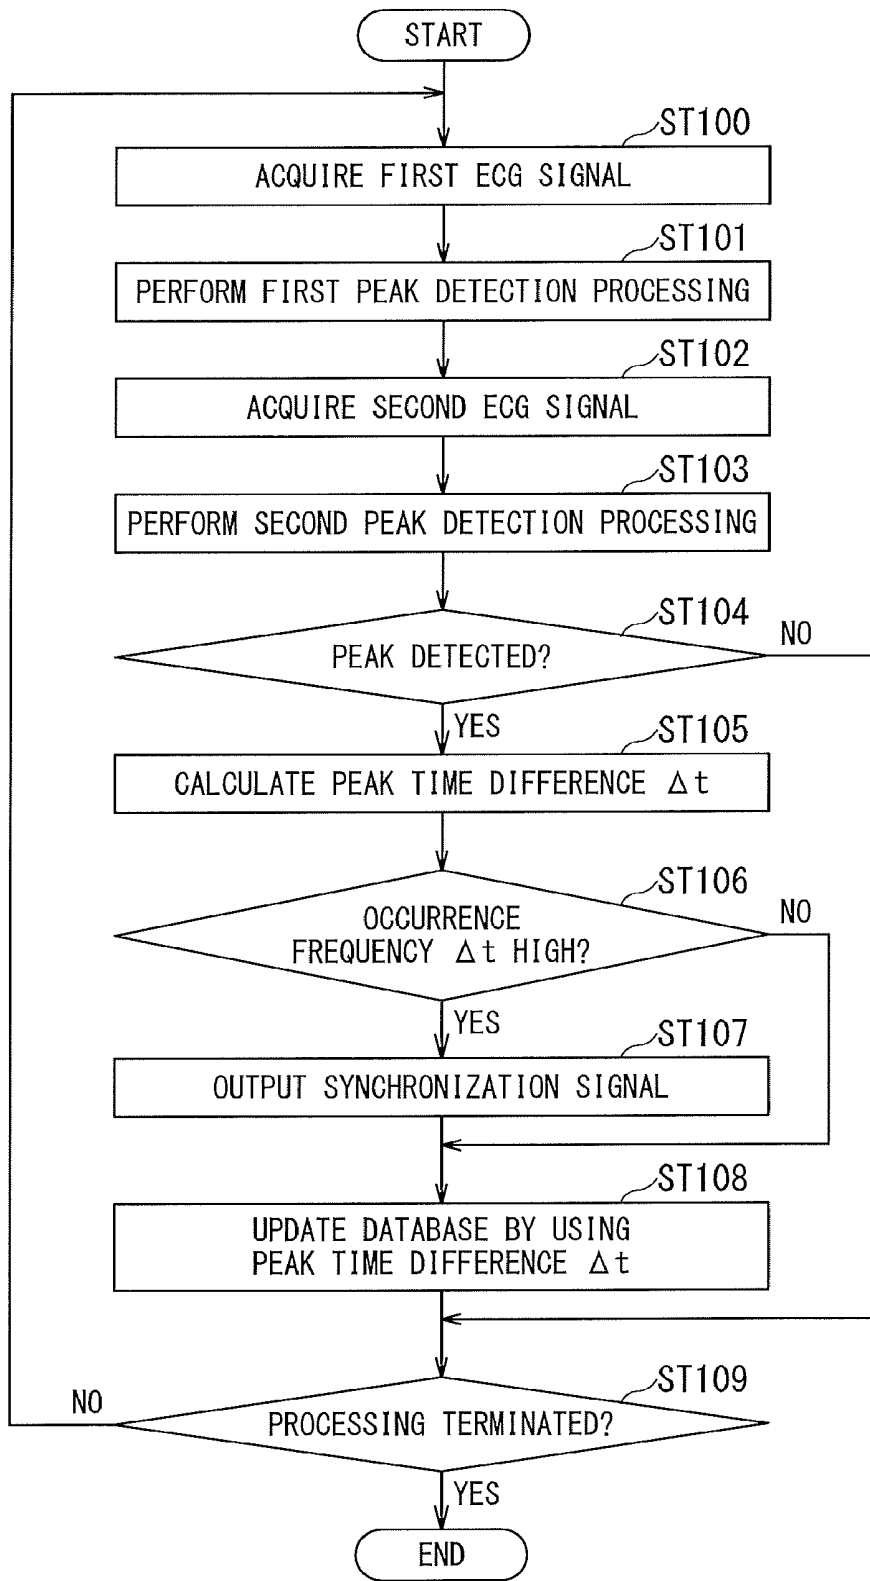 START
ST100
ACQUIRE FIRST ECG SIGNAL
ST101
PERFORM FIRST PEAK DETECTION PROCESSING
ST102
ACQUIRE SECOND ECG SIGNAL
ST103
PERFORM SECOND PEAK DETECTION PROCESSING
ST104
PEAK DETECTED?
NO
YES
ST105
CALCULATE PEAK TIME DIFFERENCE Δt
ST106
OCCURRENCE
FREQUENCY Δt HIGH?
NO
YES
ST107
OUTPUT SYNCHRONIZATION SIGNAL
ST108
UPDATE DATABASE BY USING
PEAK TIME DIFFERENCE Δt
ST109
NO
PROCESSING TERMINATED?
YES
END